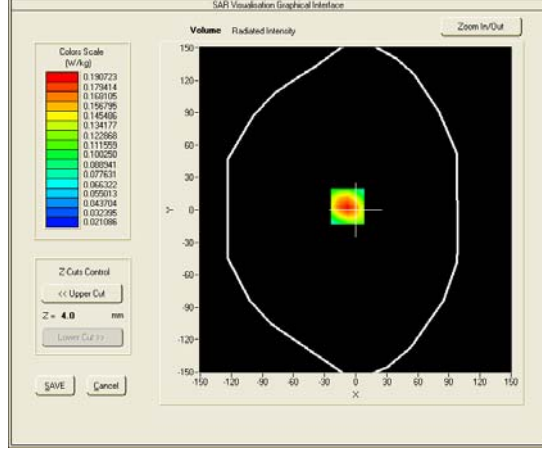 SAR Visualisation Graphical Interface
Volume Radiated Intensity
Zoom In/Out
Colors Scale
(W/kg)
0.190723
0.179414
0.168105
0.156795
0.145486
0.134177
0.122868
0.111559
0.100250
0.088941
0.077631
0.066322
0.055013
0.043704
0.032395
0.021086
150
120
90
60
30
0
-30
-60
-90
-120
-150
Y
-150 -120 -90 -60 -30 0 30 60 90 120 150
X
Z Cuts Control
<< Upper Cut
Z = 4.0 mm
Lower Cut >>
SAVE Cancel